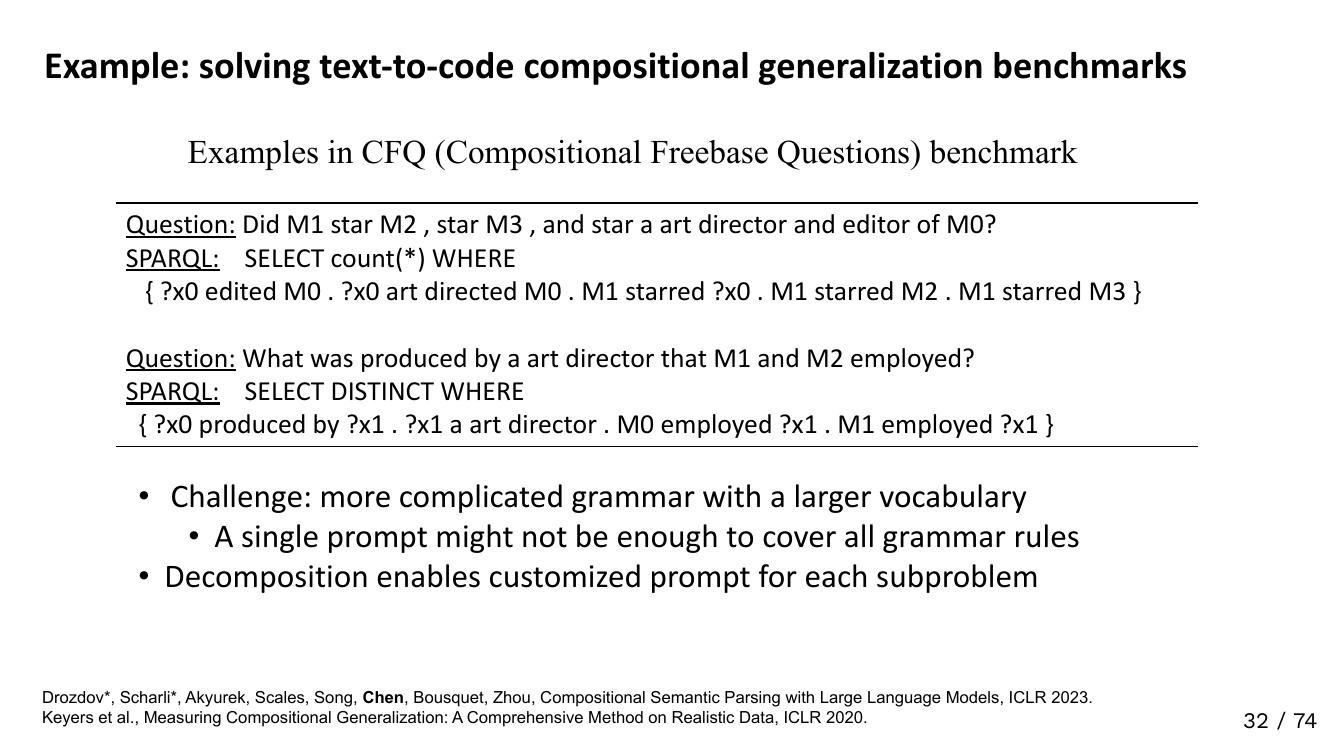 Example: solving text-to-code compositional generalization benchmarks
Examples in CFQ (Compositional Freebase Questions) benchmark
Question: Did M1 star M2 , star M3 , and star a art director and editor of M0?
SPARQL: SELECT count(*) WHERE
{ ?x0 edited M0 . ?x0 art directed M0 . M1 starred ?x0 . M1 starred M2 . M1 starred M3 }
Question: What was produced by a art director that M1 and M2 employed?
SPARQL: SELECT DISTINCT WHERE
{ ?x0 produced by ?x1 . ?x1 a art director . M0 employed ?x1 . M1 employed ?x1 }
• Challenge: more complicated grammar with a larger vocabulary
• A single prompt might not be enough to cover all grammar rules
• Decomposition enables customized prompt for each subproblem
Drozdov*, Scharli*, Akyurek, Scales, Song, Chen, Bousquet, Zhou, Compositional Semantic Parsing with Large Language Models, ICLR 2023.
Keyers et al., Measuring Compositional Generalization: A Comprehensive Method on Realistic Data, ICLR 2020.
32 / 74